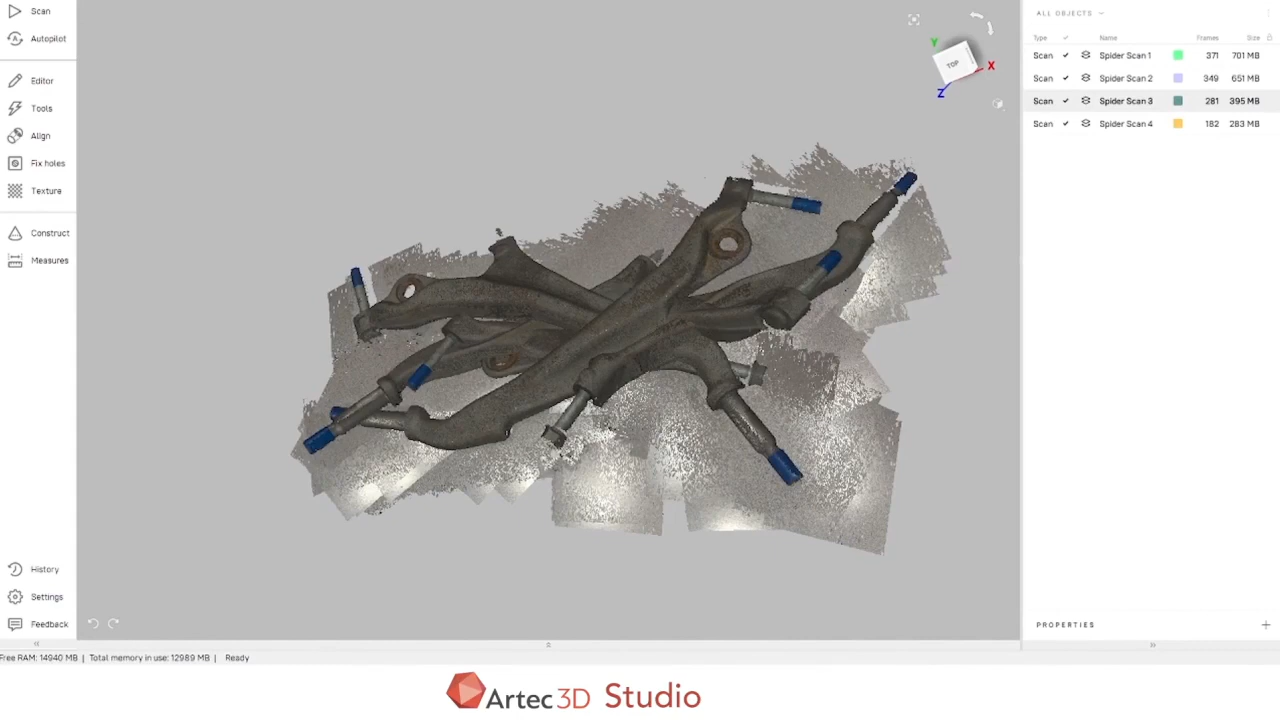 Scan
Autopilot
Editor
Tools
Align
Fix holes
Texture
Construct
Measures
History
Settings
Feedback
Y
X
Z
TOP
ALL OBJECTS
Type Name Frames Size
Scan Spider Scan 1 371 701 MB
Scan Spider Scan 2 349 651 MB
Scan Spider Scan 3 281 395 MB
Scan Spider Scan 4 182 283 MB
PROPERTIES
Free RAM: 14940 MB | Total memory in use: 12989 MB | Ready
Artec 3D Studio